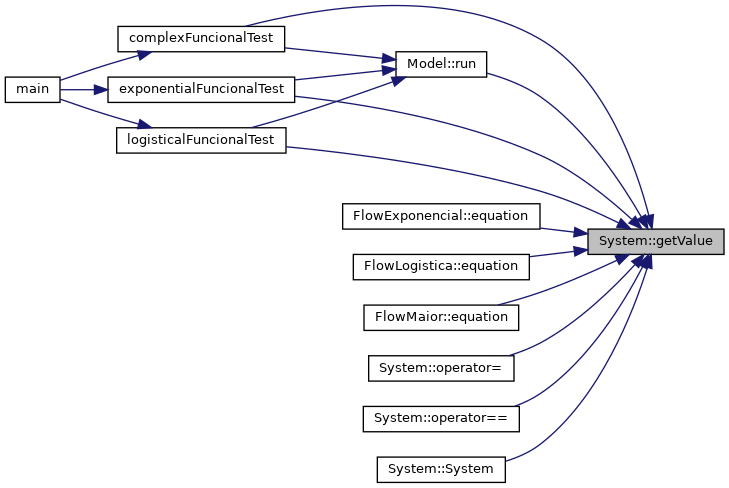 complexFuncionalTest
Model::run
main
exponentialFuncionalTest
logisticalFuncionalTest
FlowExponencial::equation
System::getValue
FlowLogistica::equation
FlowMaior::equation
System::operator=
System::operator==
System::System